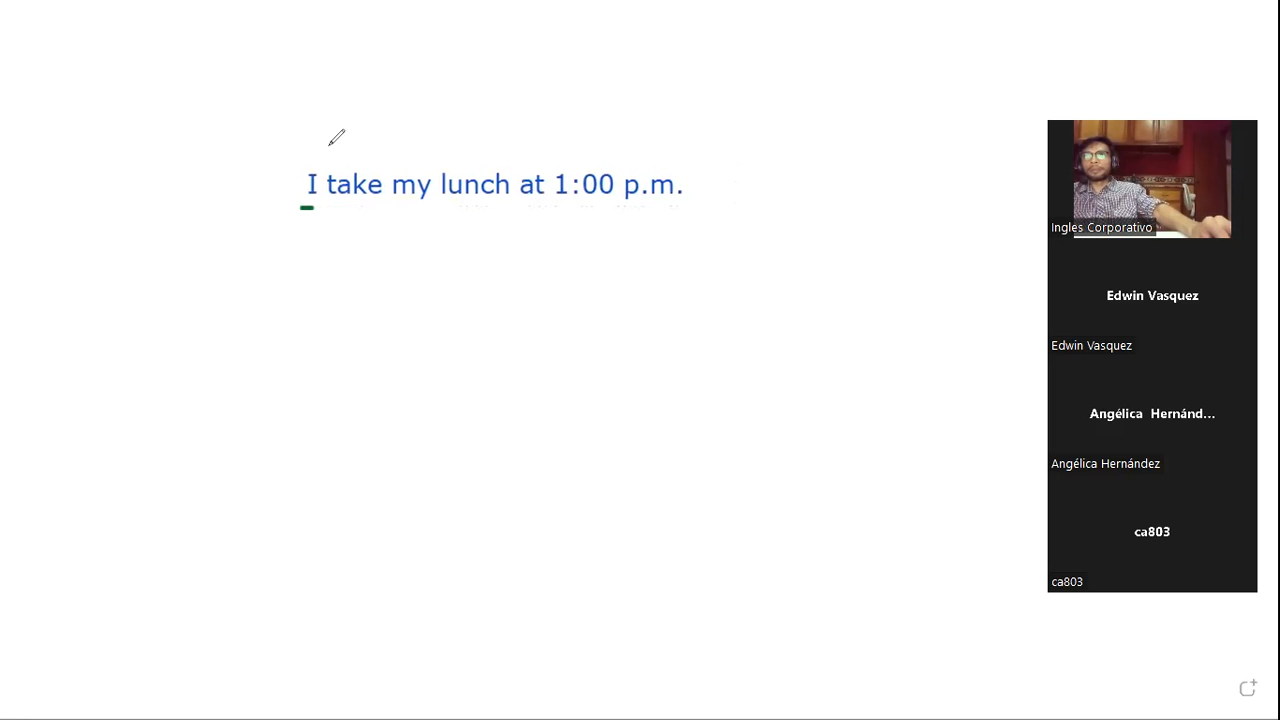 I take my lunch at 1:00 p.m.
Ingles Corporativo
Edwin Vasquez
Edwin Vasquez
Angélica Hernánd...
Angélica Hernández
ca803
ca803